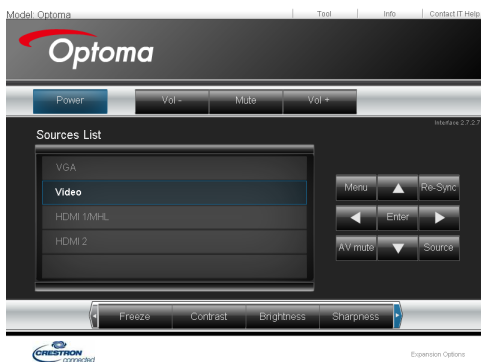 Model: Optoma
Tool Info Contact IT Help
Optoma
Power Vol - Mute Vol +
Interface 2.7.2.7
Sources List
VGA
Video
HDMI 1/MHL
HDMI 2
Menu Re-Sync
Enter
AV mute Source
Freeze Contrast Brightness Sharpness
CRESTRON
connected
Expansion Options